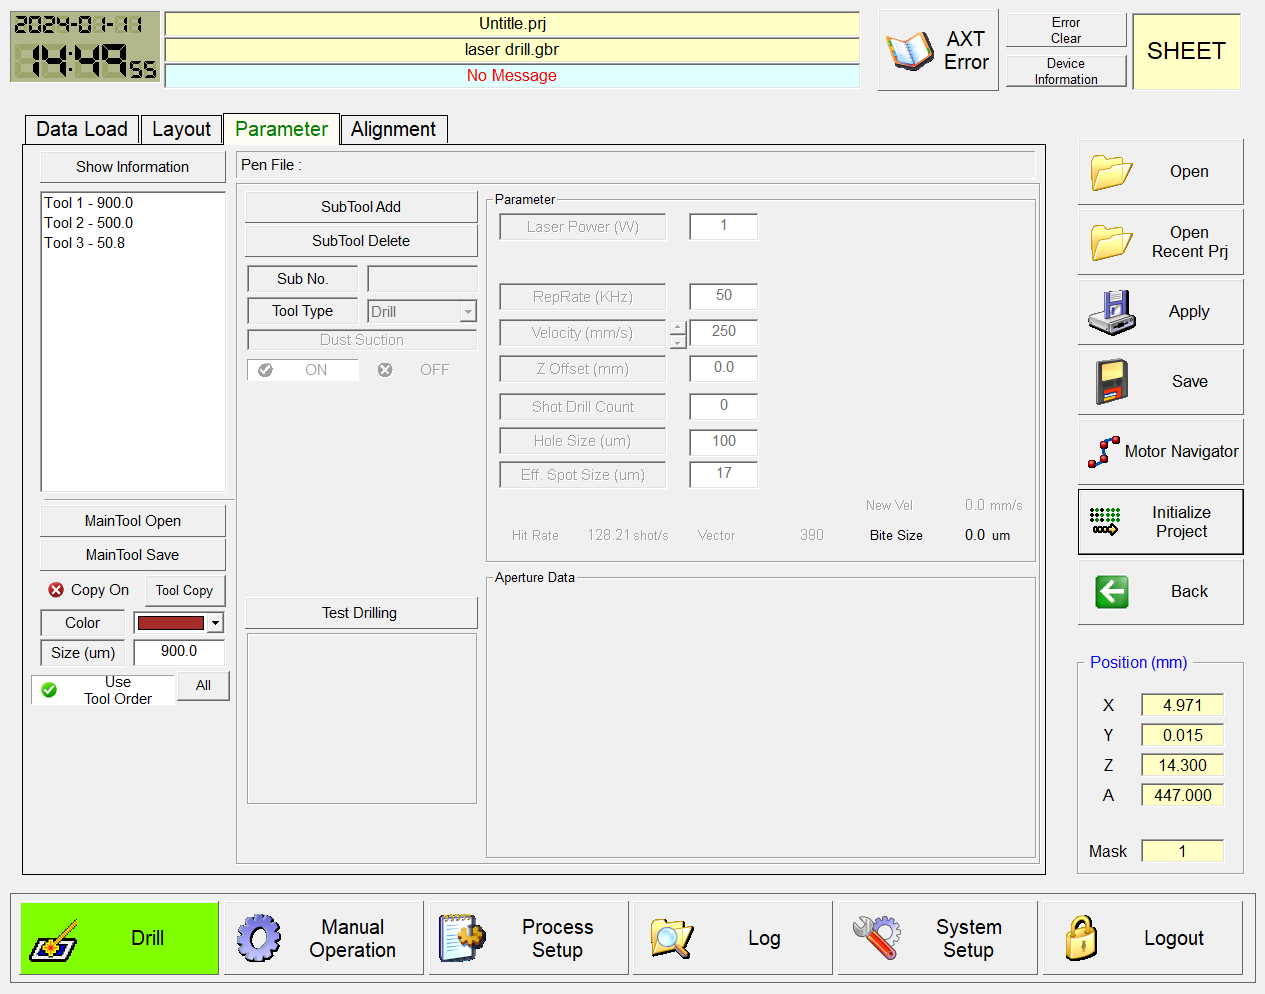 2024-01-11
14:49 55
Untitle.prj
laser drill.gbr
No Message
AXT
Error
Error
Clear
Device
Information
SHEET
Data Load
Layout
Parameter
Alignment
Show Information
Tool 1 - 900.0
Tool 2 - 500.0
Tool 3 - 50.8
MainTool Open
MainTool Save
Copy On
Tool Copy
Color
Size (um)
900.0
Use
Tool Order
All
Pen File :
SubTool Add
SubTool Delete
Sub No.
Tool Type
Drill
Dust Suction
ON
OFF
Test Drilling
Parameter
Laser Power (W)
1
RepRate (KHz)
50
Velocity (mm/s)
250
Z Offset (mm)
0.0
Shot Drill Count
0
Hole Size (um)
100
Eff. Spot Size (um)
17
New Vel
0.0 mm/s
Hit Rate
128.21 shot/s
Vector
390
Bite Size
0.0 um
Aperture Data
Open
Open
Recent Prj
Apply
Save
Motor Navigator
Initialize
Project
Back
Position (mm)
X
4.971
Y
0.015
Z
14.300
A
447.000
Mask
1
Drill
Manual
Operation
Process
Setup
Log
System
Setup
Logout